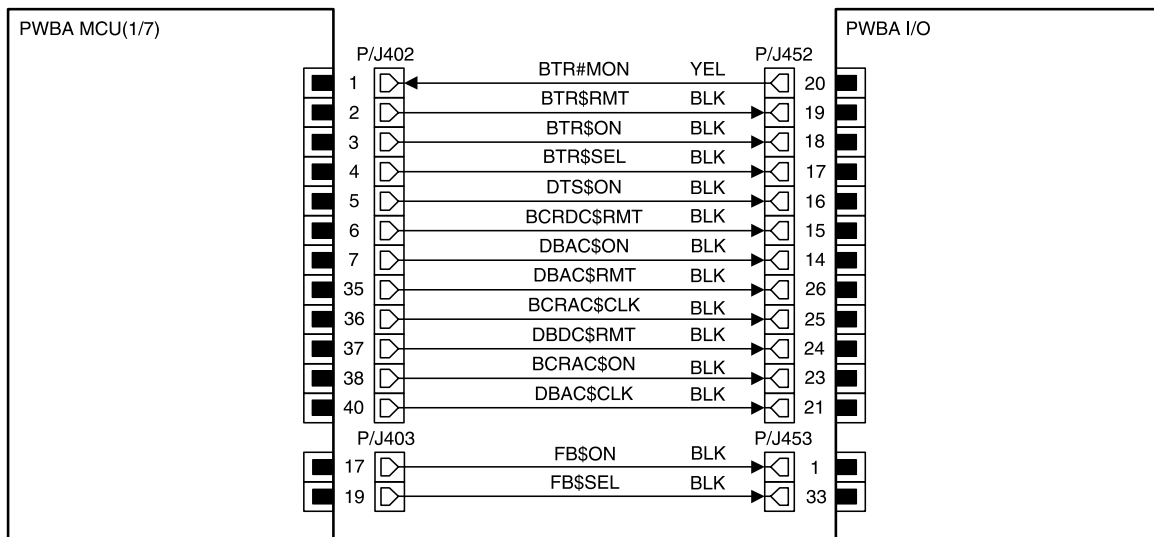 PWBA MCU(1/7) PWBA I/O
P/J402 P/J452
1 BTR#MON YEL 20
2 BTR$RMT BLK 19
3 BTR$ON BLK 18
4 BTR$SEL BLK 17
5 DTS$ON BLK 16
6 BCRDC$RMT BLK 15
7 DBAC$ON BLK 14
35 DBAC$RMT BLK 26
36 BCRAC$CLK BLK 25
37 DBDC$RMT BLK 24
38 BCRAC$ON BLK 23
40 DBAC$CLK BLK 21
P/J403 P/J453
17 FB$ON BLK 1
19 FB$SEL BLK 33